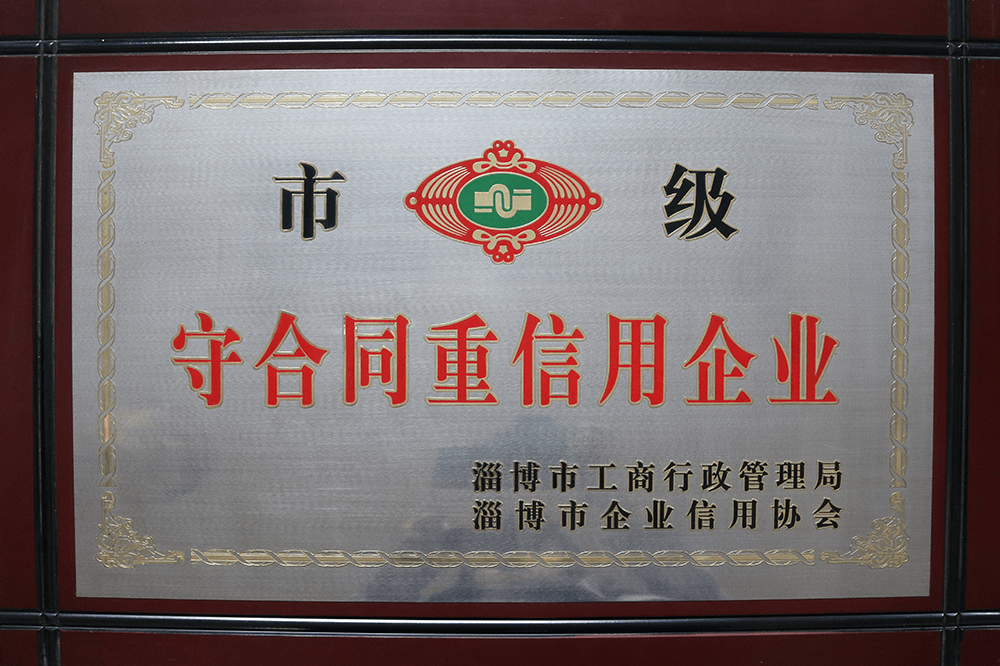 市 级
守合同重信用企业
淄博市工商行政管理局
淄博市企业信用协会